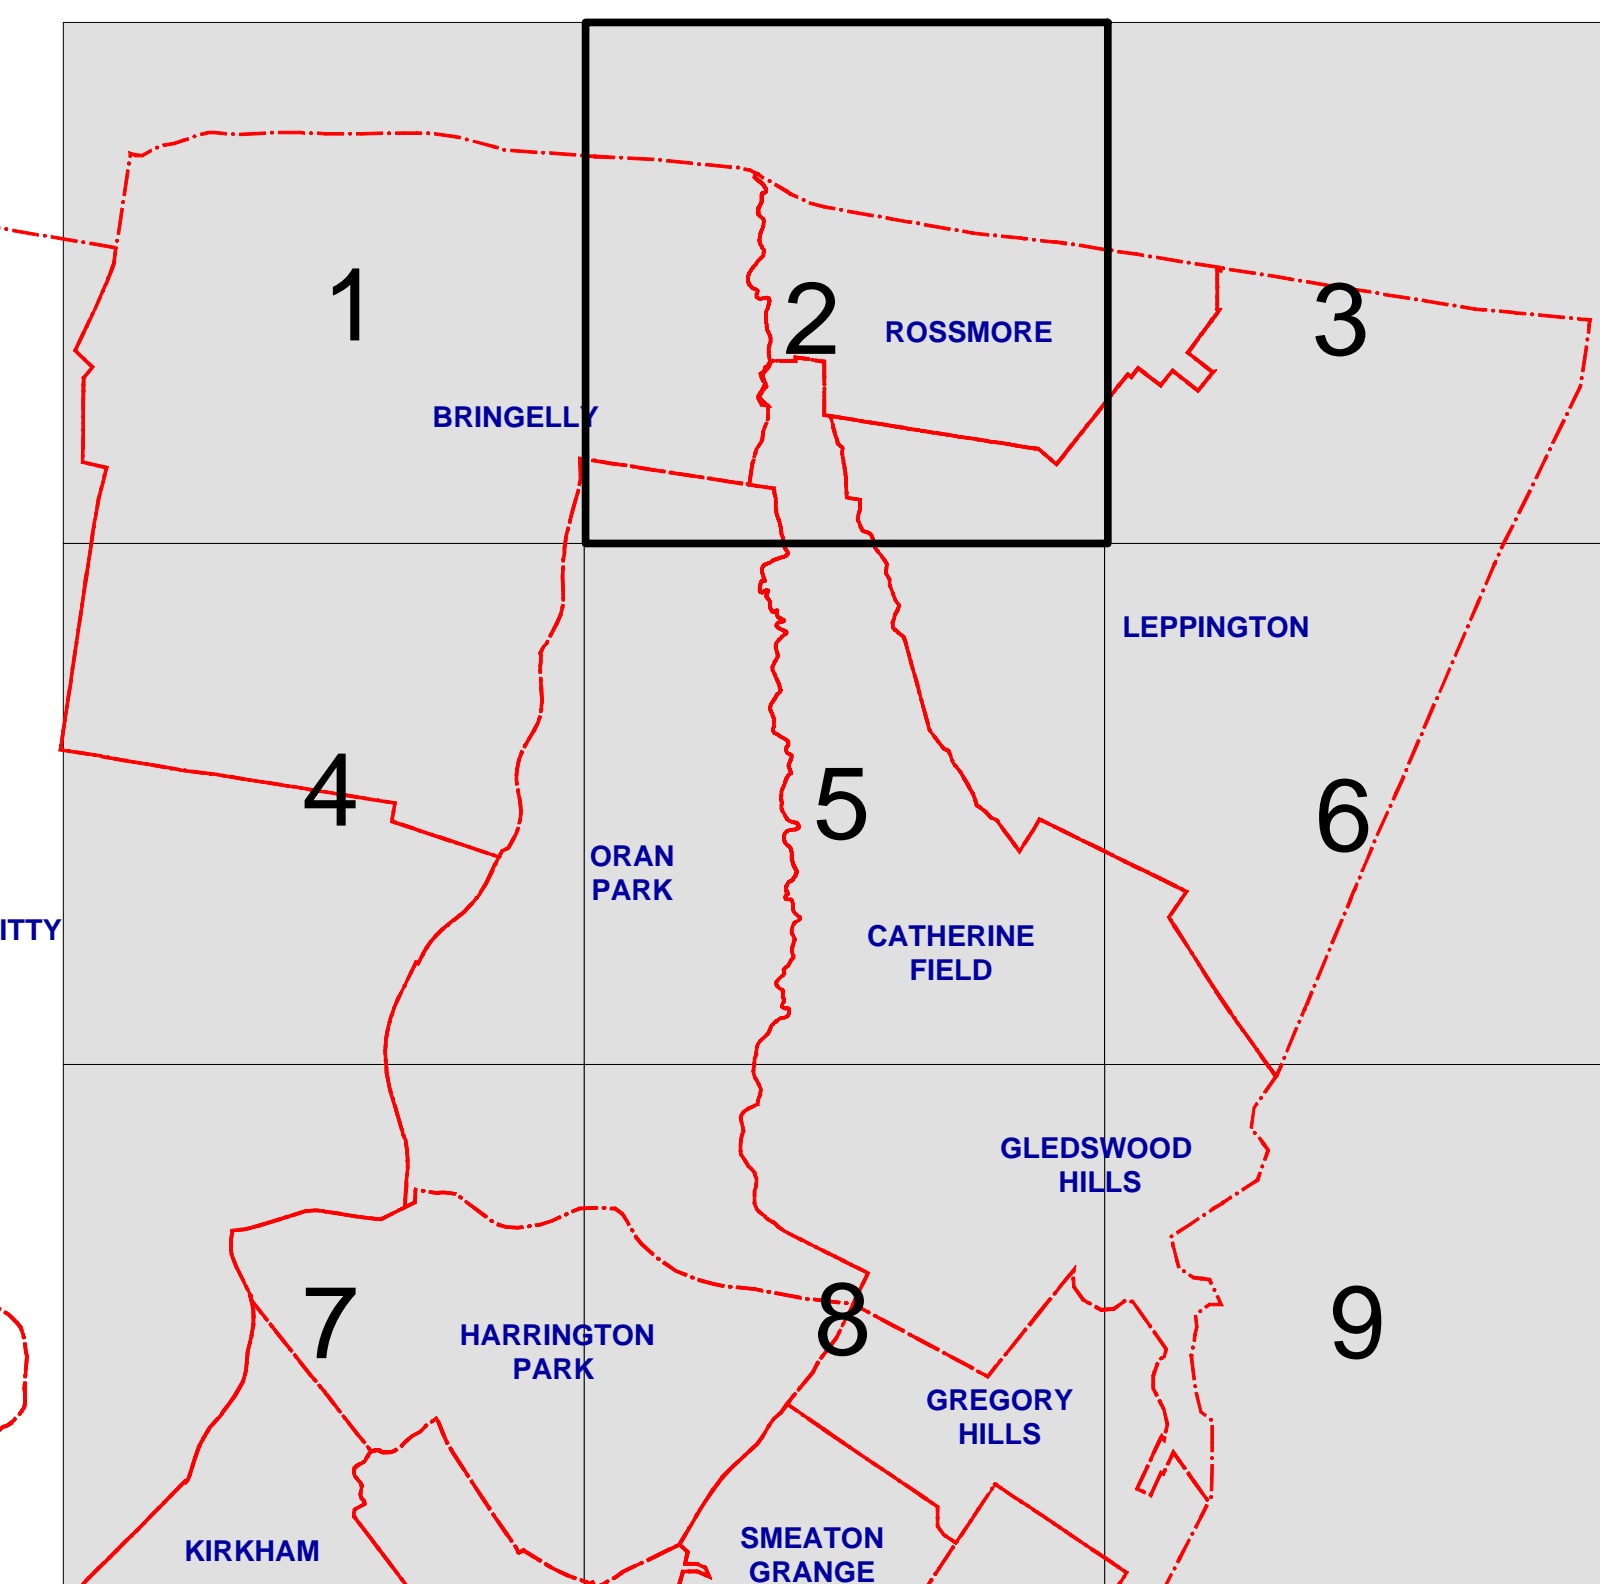 1
2
3
ROSSMORE
BRINGELLY
LEPPINGTON
4
5
6
ORAN
PARK
ITTY
CATHERINE
FIELD
GLEDSWOOD
HILLS
7
8
9
HARRINGTON
PARK
GREGORY
HILLS
KIRKHAM
SMEATON
GRANGE